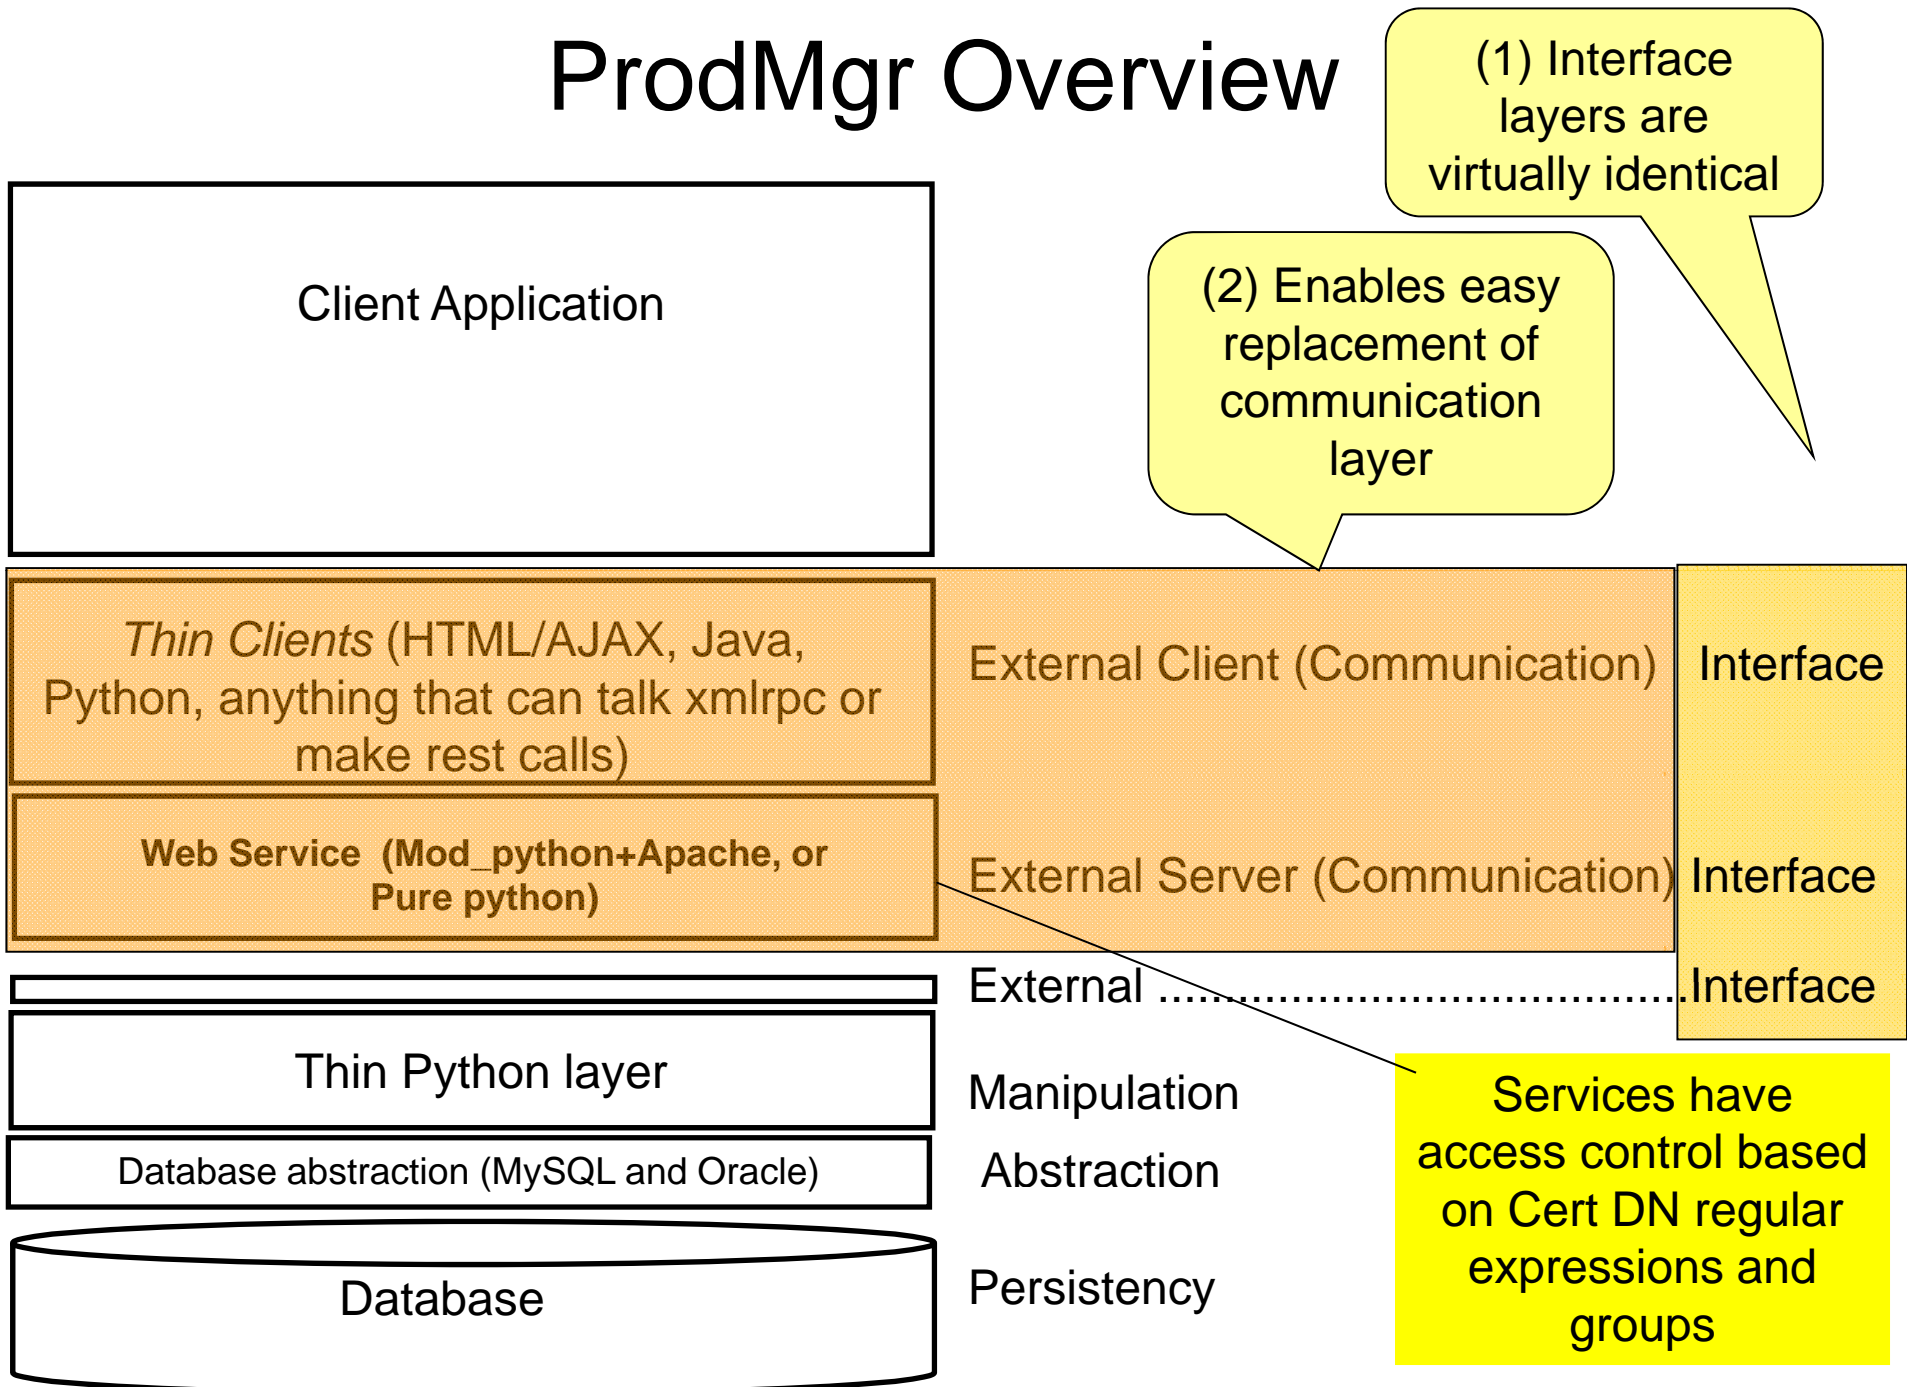 ProdMgr Overview
(1) Interface
layers are
virtually identical
(2) Enables easy
replacement of
communication
layer
Client Application
Thin Clients (HTML/AJAX, Java,
Python, anything that can talk xmlrpc or
make rest calls)
External Client (Communication)
Interface
Web Service (Mod_python+Apache, or
Pure python)
External Server (Communication)
Interface
External ........................................Interface
Thin Python layer
Manipulation
Database abstraction (MySQL and Oracle)
Abstraction
Database
Persistency
Services have
access control based
on Cert DN regular
expressions and
groups